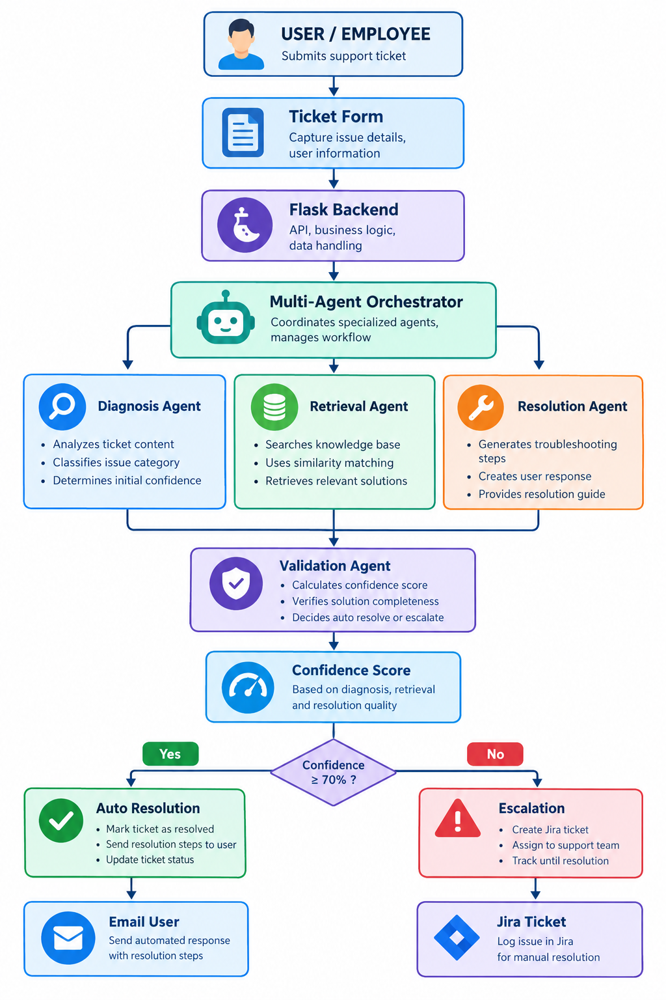 USER / EMPLOYEE
Submits support ticket
Ticket Form
Capture issue details,
user information
Flask Backend
API, business logic,
data handling
Multi-Agent Orchestrator
Coordinates specialized agents,
manages workflow
Diagnosis Agent
• Analyzes ticket content
• Classifies issue category
• Determines initial confidence
Retrieval Agent
• Searches knowledge base
• Uses similarity matching
• Retrieves relevant solutions
Resolution Agent
• Generates troubleshooting
steps
• Creates user response
• Provides resolution guide
Validation Agent
• Calculates confidence score
• Verifies solution completeness
• Decides auto resolve or escalate
Confidence Score
Based on diagnosis, retrieval
and resolution quality
Confidence
≥ 70% ?
Yes
No
Auto Resolution
• Mark ticket as resolved
• Send resolution steps to user
• Update ticket status
Escalation
• Create Jira ticket
• Assign to support team
• Track until resolution
Email User
Send automated response
with resolution steps
Jira Ticket
Log issue in Jira
for manual resolution